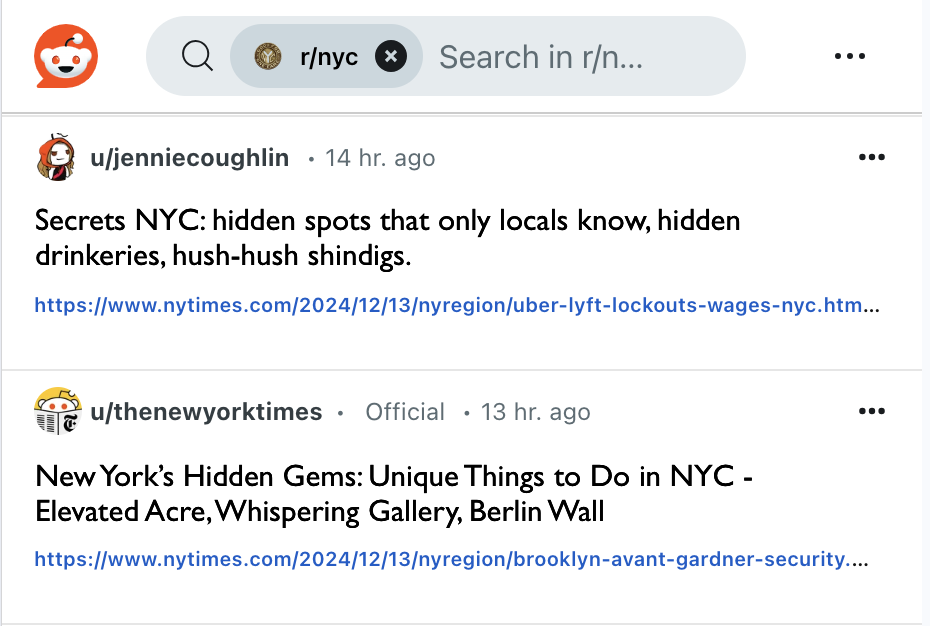 r/nyc Search in r/n...
u/jenniecoughlin • 14 hr. ago
Secrets NYC: hidden spots that only locals know, hidden
drinkeries, hush-hush shindigs.
https://www.nytimes.com/2024/12/13/nyregion/uber-lyft-lockouts-wages-nyc.htm...
u/thenewyorktimes • Official • 13 hr. ago
New York’s Hidden Gems: Unique Things to Do in NYC -
Elevated Acre, Whispering Gallery, Berlin Wall
https://www.nytimes.com/2024/12/13/nyregion/brooklyn-avant-gardner-security....